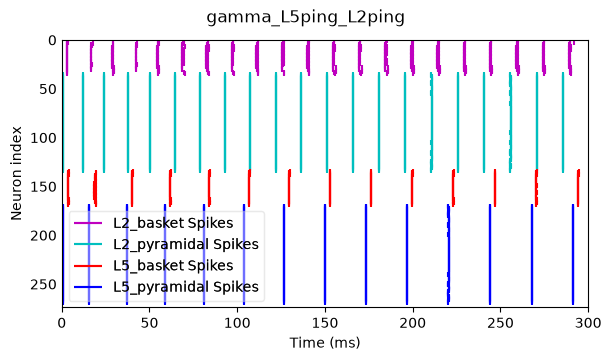 gamma_L5ping_L2ping
Neuron index
0
50
100
150
200
250
L2_basket Spikes
L2_pyramidal Spikes
L5_basket Spikes
L5_pyramidal Spikes
0 50 100 150 200 250 300
Time (ms)